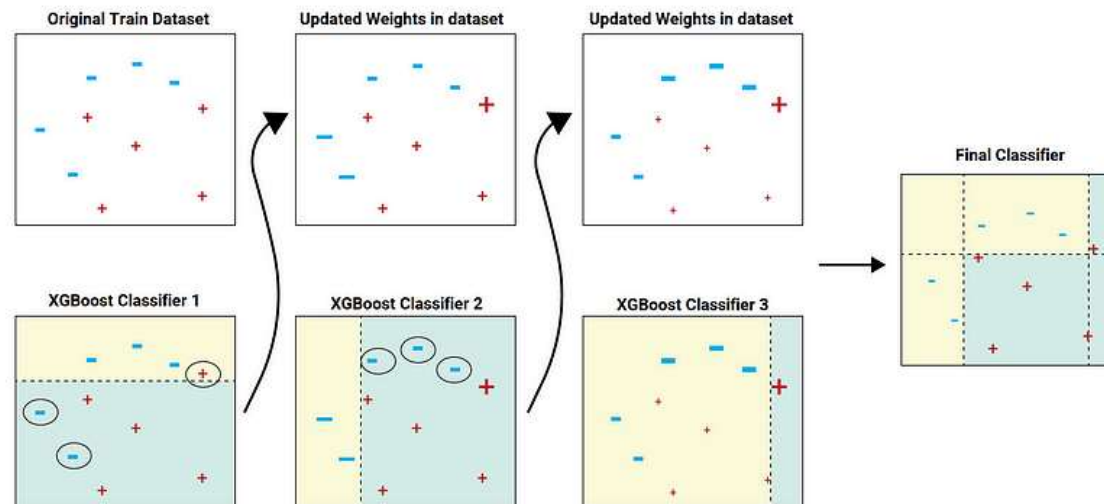 Original Train Dataset
Updated Weights in dataset
Updated Weights in dataset
Final Classifier
XGBoost Classifier 1
XGBoost Classifier 2
XGBoost Classifier 3